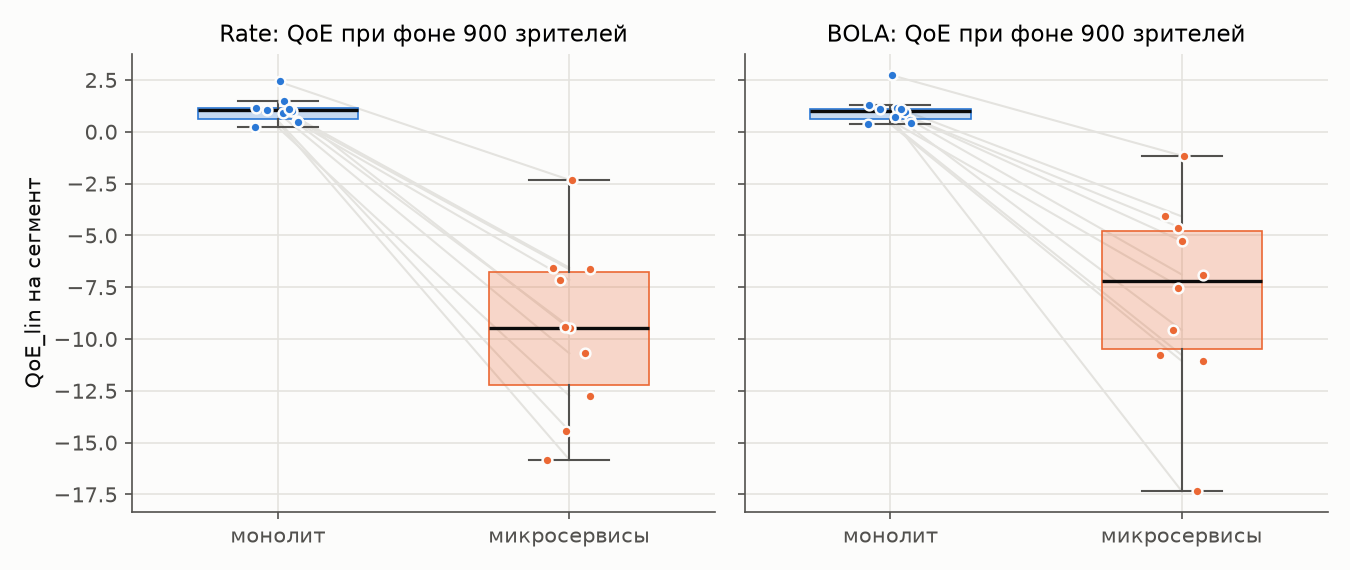 Rate: QoE при фоне 900 зрителей
BOLA: QoE при фоне 900 зрителей
QoE_lin на сегмент
2.5
0.0
−2.5
−5.0
−7.5
−10.0
−12.5
−15.0
−17.5
монолит
микросервисы
монолит
микросервисы